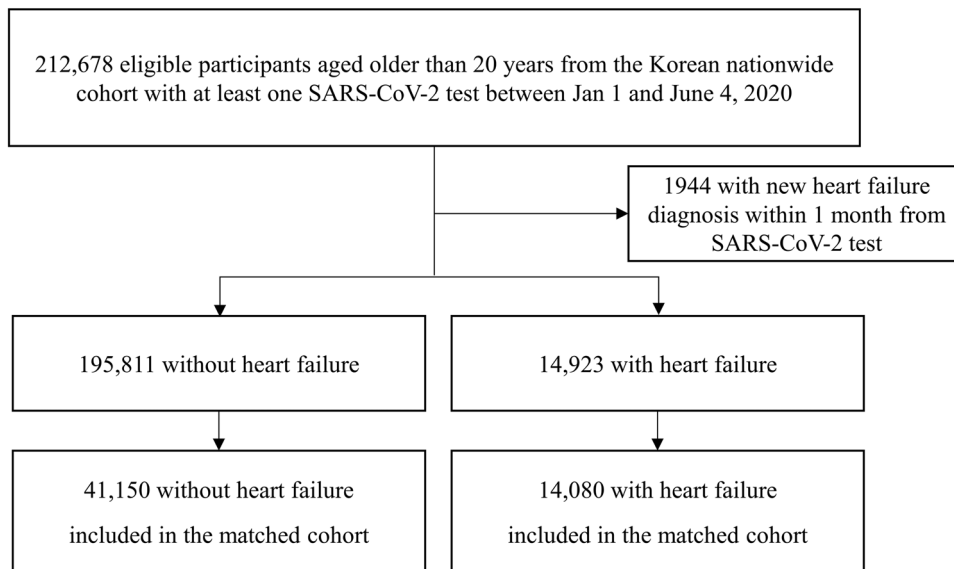 212,678 eligible participants aged older than 20 years from the Korean nationwide
cohort with at least one SARS-CoV-2 test between Jan 1 and June 4, 2020
1944 with new heart failure
diagnosis within 1 month from
SARS-CoV-2 test
195,811 without heart failure
14,923 with heart failure
41,150 without heart failure
included in the matched cohort
14,080 with heart failure
included in the matched cohort